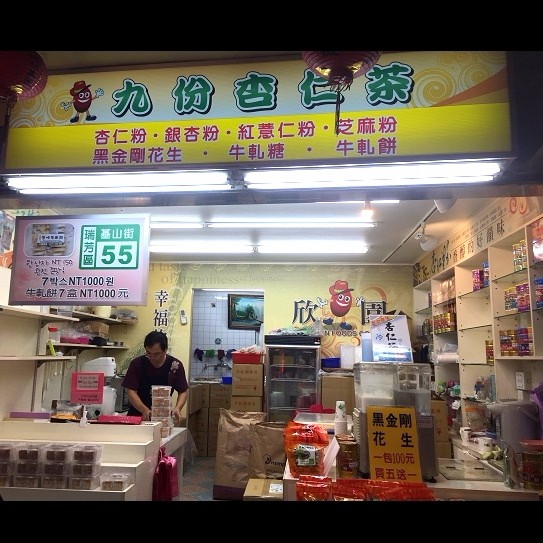 九份杏仁茶
杏仁粉・銀杏粉・紅薏仁粉・芝麻粉
黑金剛花生・牛軋糖・牛軋餅
瑞芳區
基山街
55
7박스NT1000원
牛軋餅7盒NT1000元
幸福
欣圃
杏仁
黑金剛
花生
一包100元
買五送一